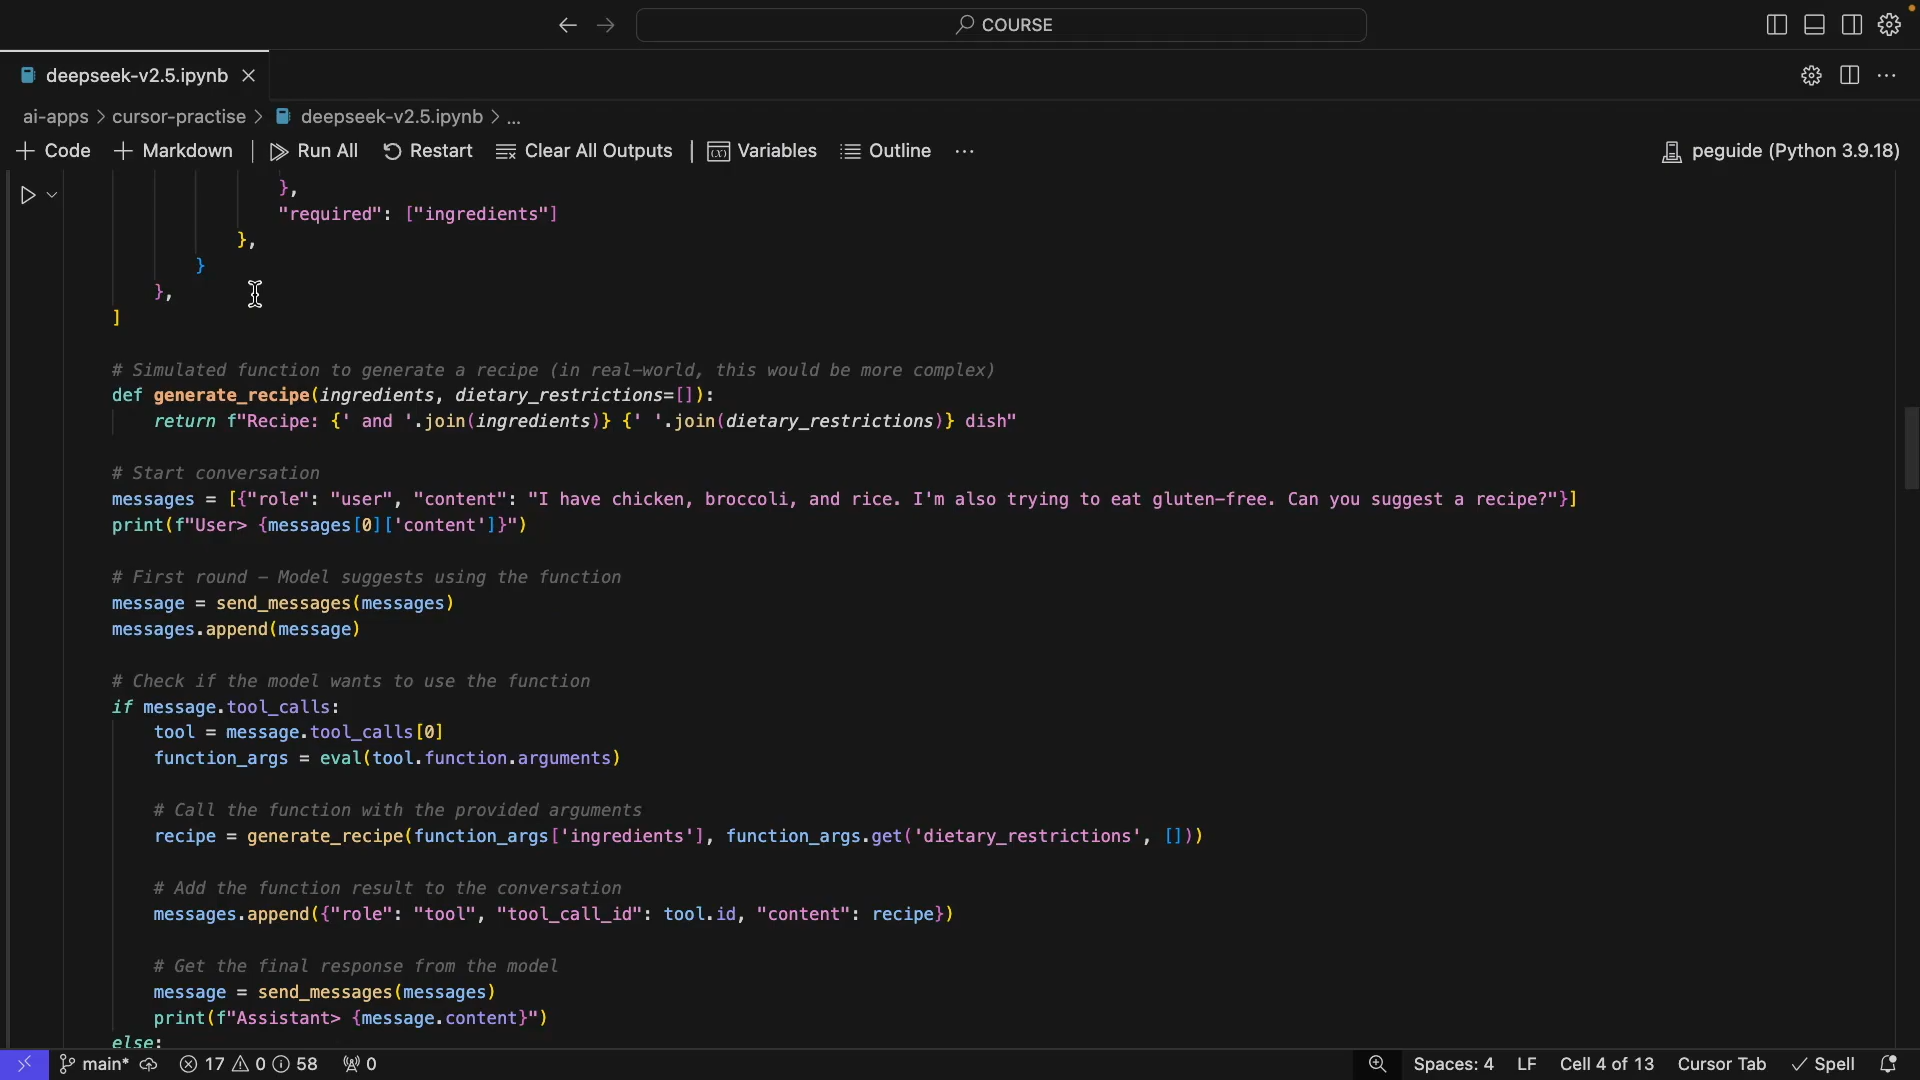 COURSE
deepseek-v2.5.ipynb
ai-apps > cursor-practise > deepseek-v2.5.ipynb > ...
+ Code + Markdown | Run All Restart Clear All Outputs | Variables Outline ... peguide (Python 3.9.18)
},
"required": ["ingredients"]
},
}
},
]
# Simulated function to generate a recipe (in real-world, this would be more complex)
def generate_recipe(ingredients, dietary_restrictions=[]):
return f"Recipe: {' and '.join(ingredients)} {' '.join(dietary_restrictions)} dish"
# Start conversation
messages = [{"role": "user", "content": "I have chicken, broccoli, and rice. I'm also trying to eat gluten-free. Can you suggest a recipe?"}]
print(f"User> {messages[0]['content']}")
# First round – Model suggests using the function
message = send_messages(messages)
messages.append(message)
# Check if the model wants to use the function
if message.tool_calls:
tool = message.tool_calls[0]
function_args = eval(tool.function.arguments)
# Call the function with the provided arguments
recipe = generate_recipe(function_args['ingredients'], function_args.get('dietary_restrictions', []))
# Add the function result to the conversation
messages.append({"role": "tool", "tool_call_id": tool.id, "content": recipe})
# Get the final response from the model
message = send_messages(messages)
print(f"Assistant> {message.content}")
else:
main* 17 0 58 0 Spaces: 4 LF Cell 4 of 13 Cursor Tab Spell